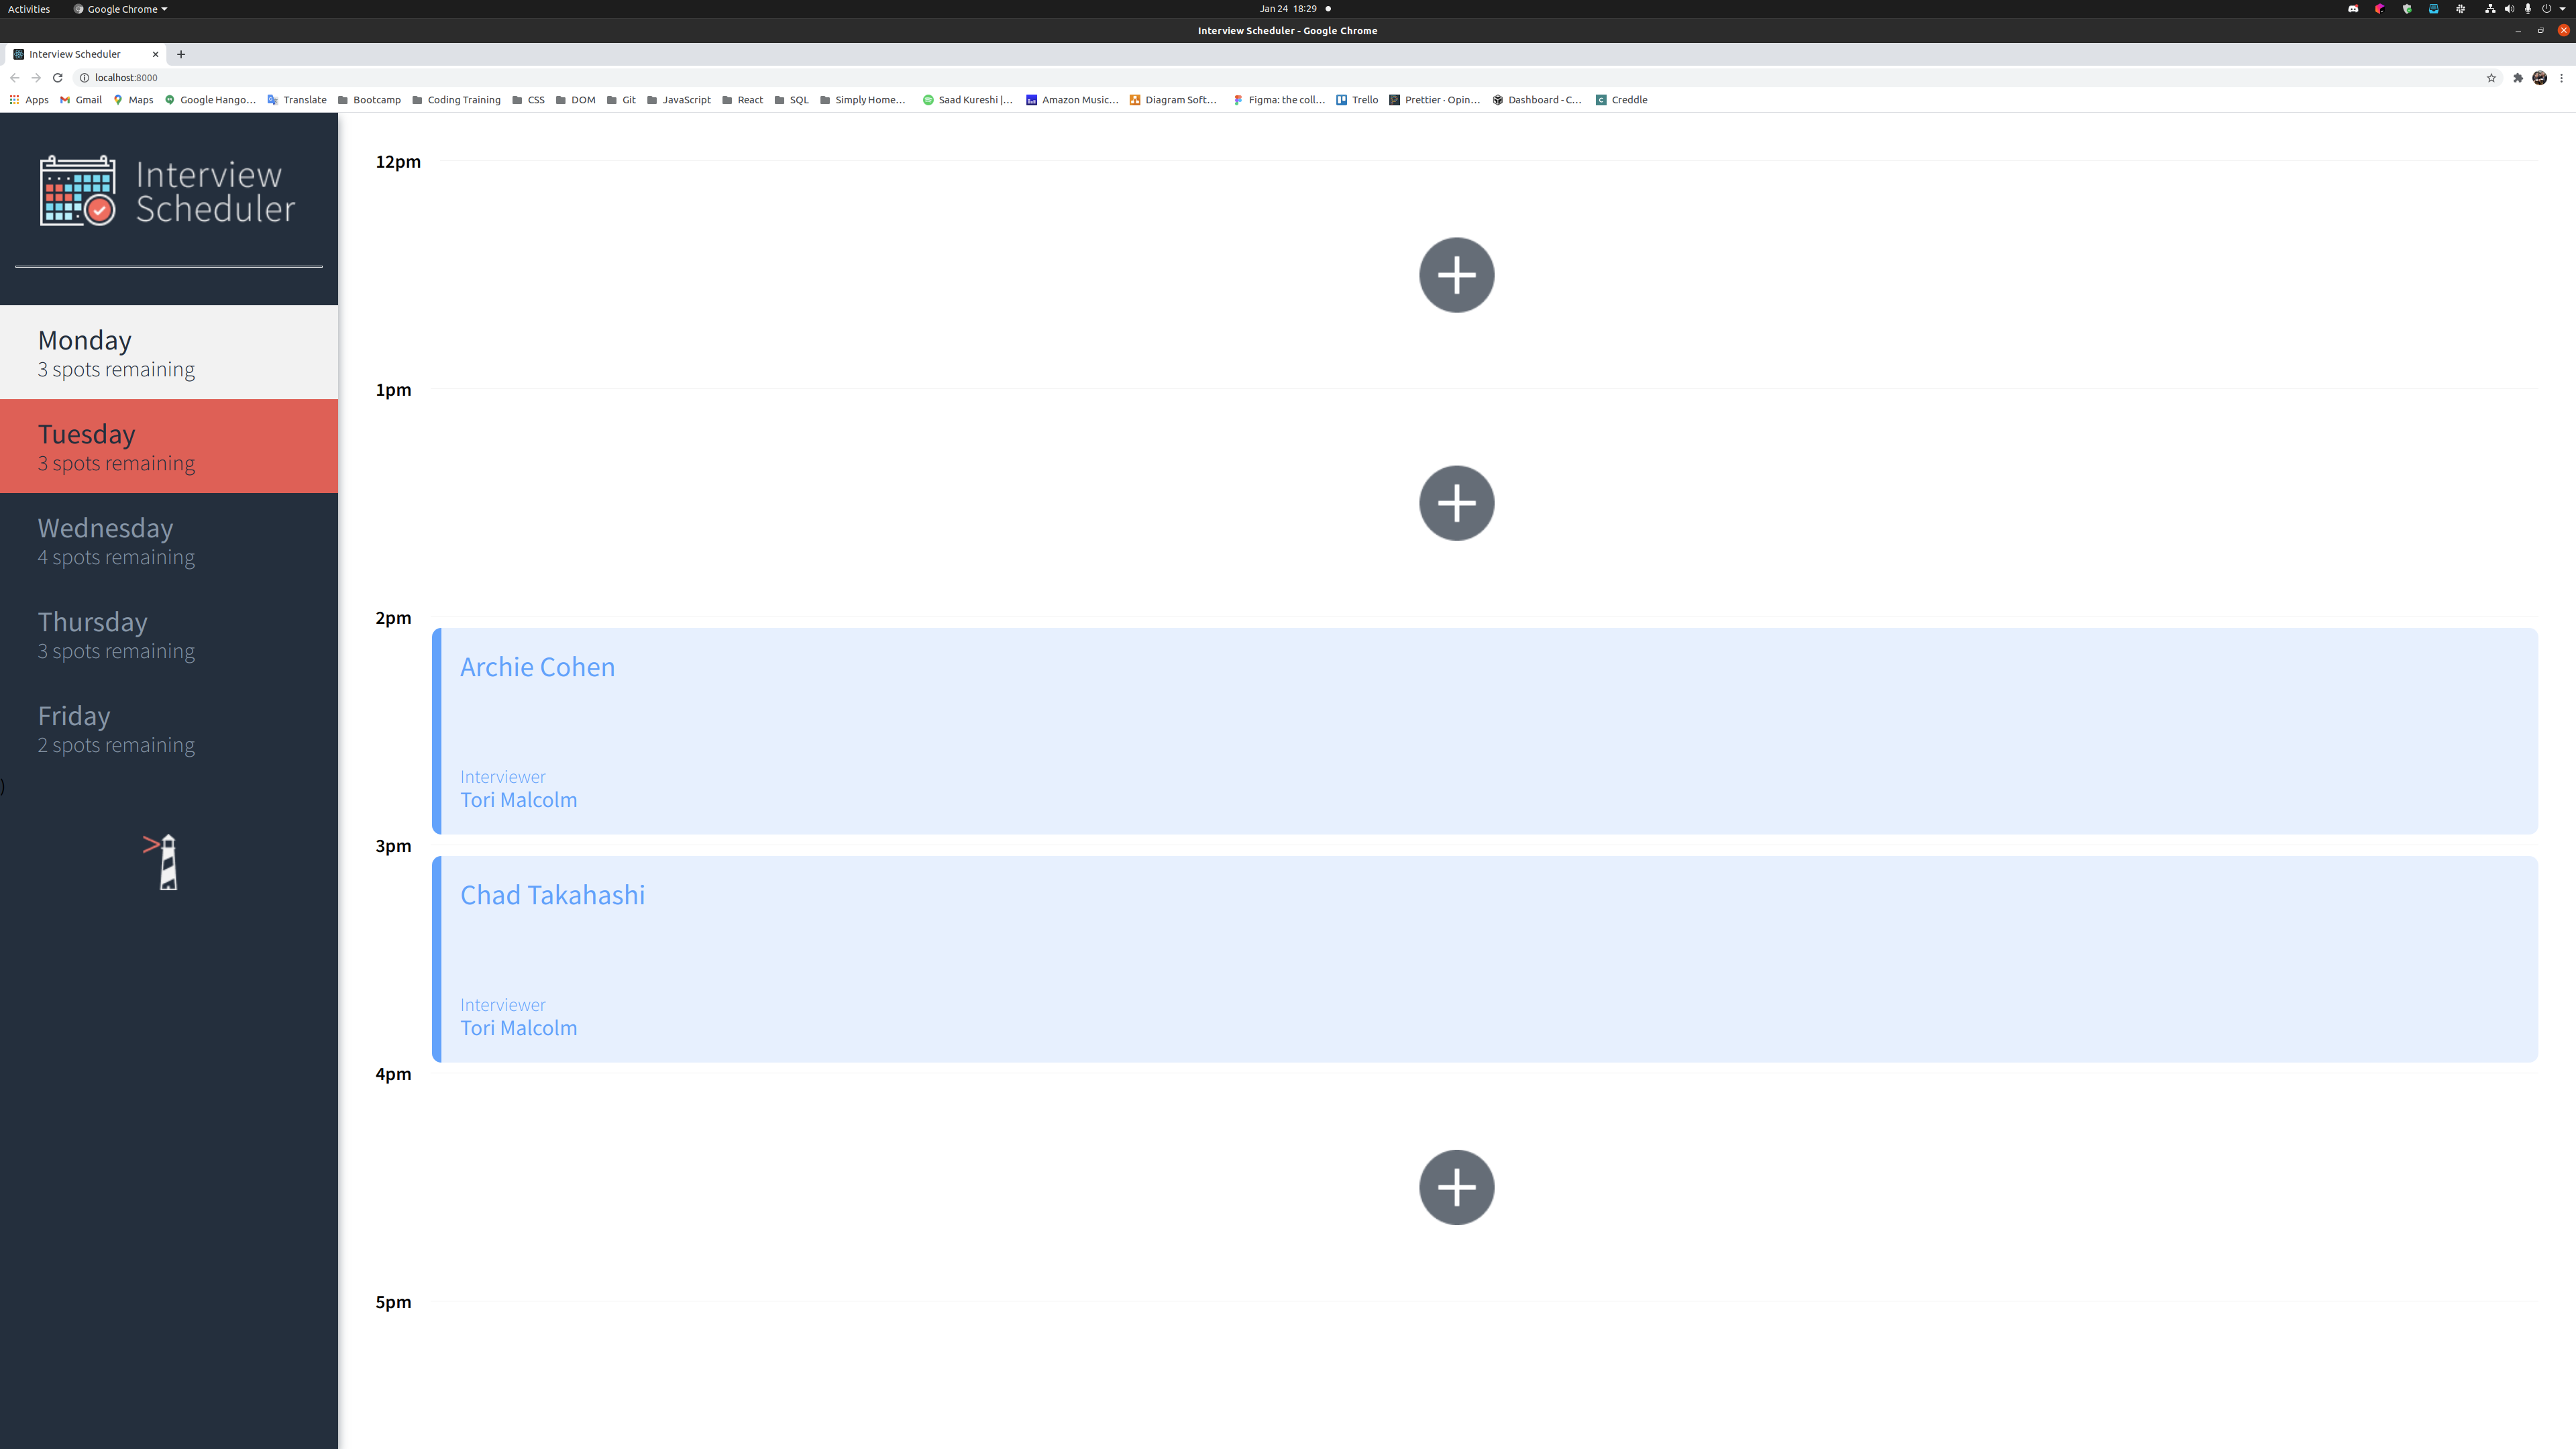 Activities Google Chrome Jan 24 18:29
Interview Scheduler - Google Chrome
Interview Scheduler
localhost:8000
Apps Gmail Maps Google Hango... Translate Bootcamp Coding Training CSS DOM Git JavaScript React SQL Simply Home... Saad Kureshi |... Amazon Music... Diagram Soft... Figma: the coll... Trello Prettier · Opin... Dashboard - C... Creddle
Interview
Scheduler
Monday
3 spots remaining
Tuesday
3 spots remaining
Wednesday
4 spots remaining
Thursday
3 spots remaining
Friday
2 spots remaining
)
12pm
1pm
2pm
Archie Cohen
Interviewer
Tori Malcolm
3pm
Chad Takahashi
Interviewer
Tori Malcolm
4pm
5pm